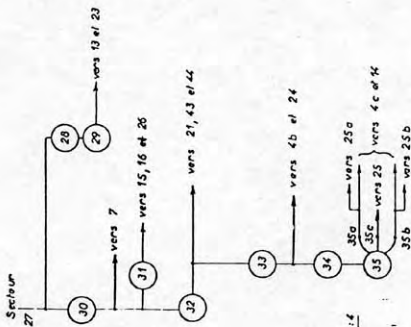 Secteur
27
28
29
vers 13 et 23
30
vers 7
31
vers 15, 16 et 26
32
vers 21, 43 et 44
33
vers 4b et 24
34
35
35a
vers 25a
35c
vers 25
vers 4c et 14
35b
vers 25b